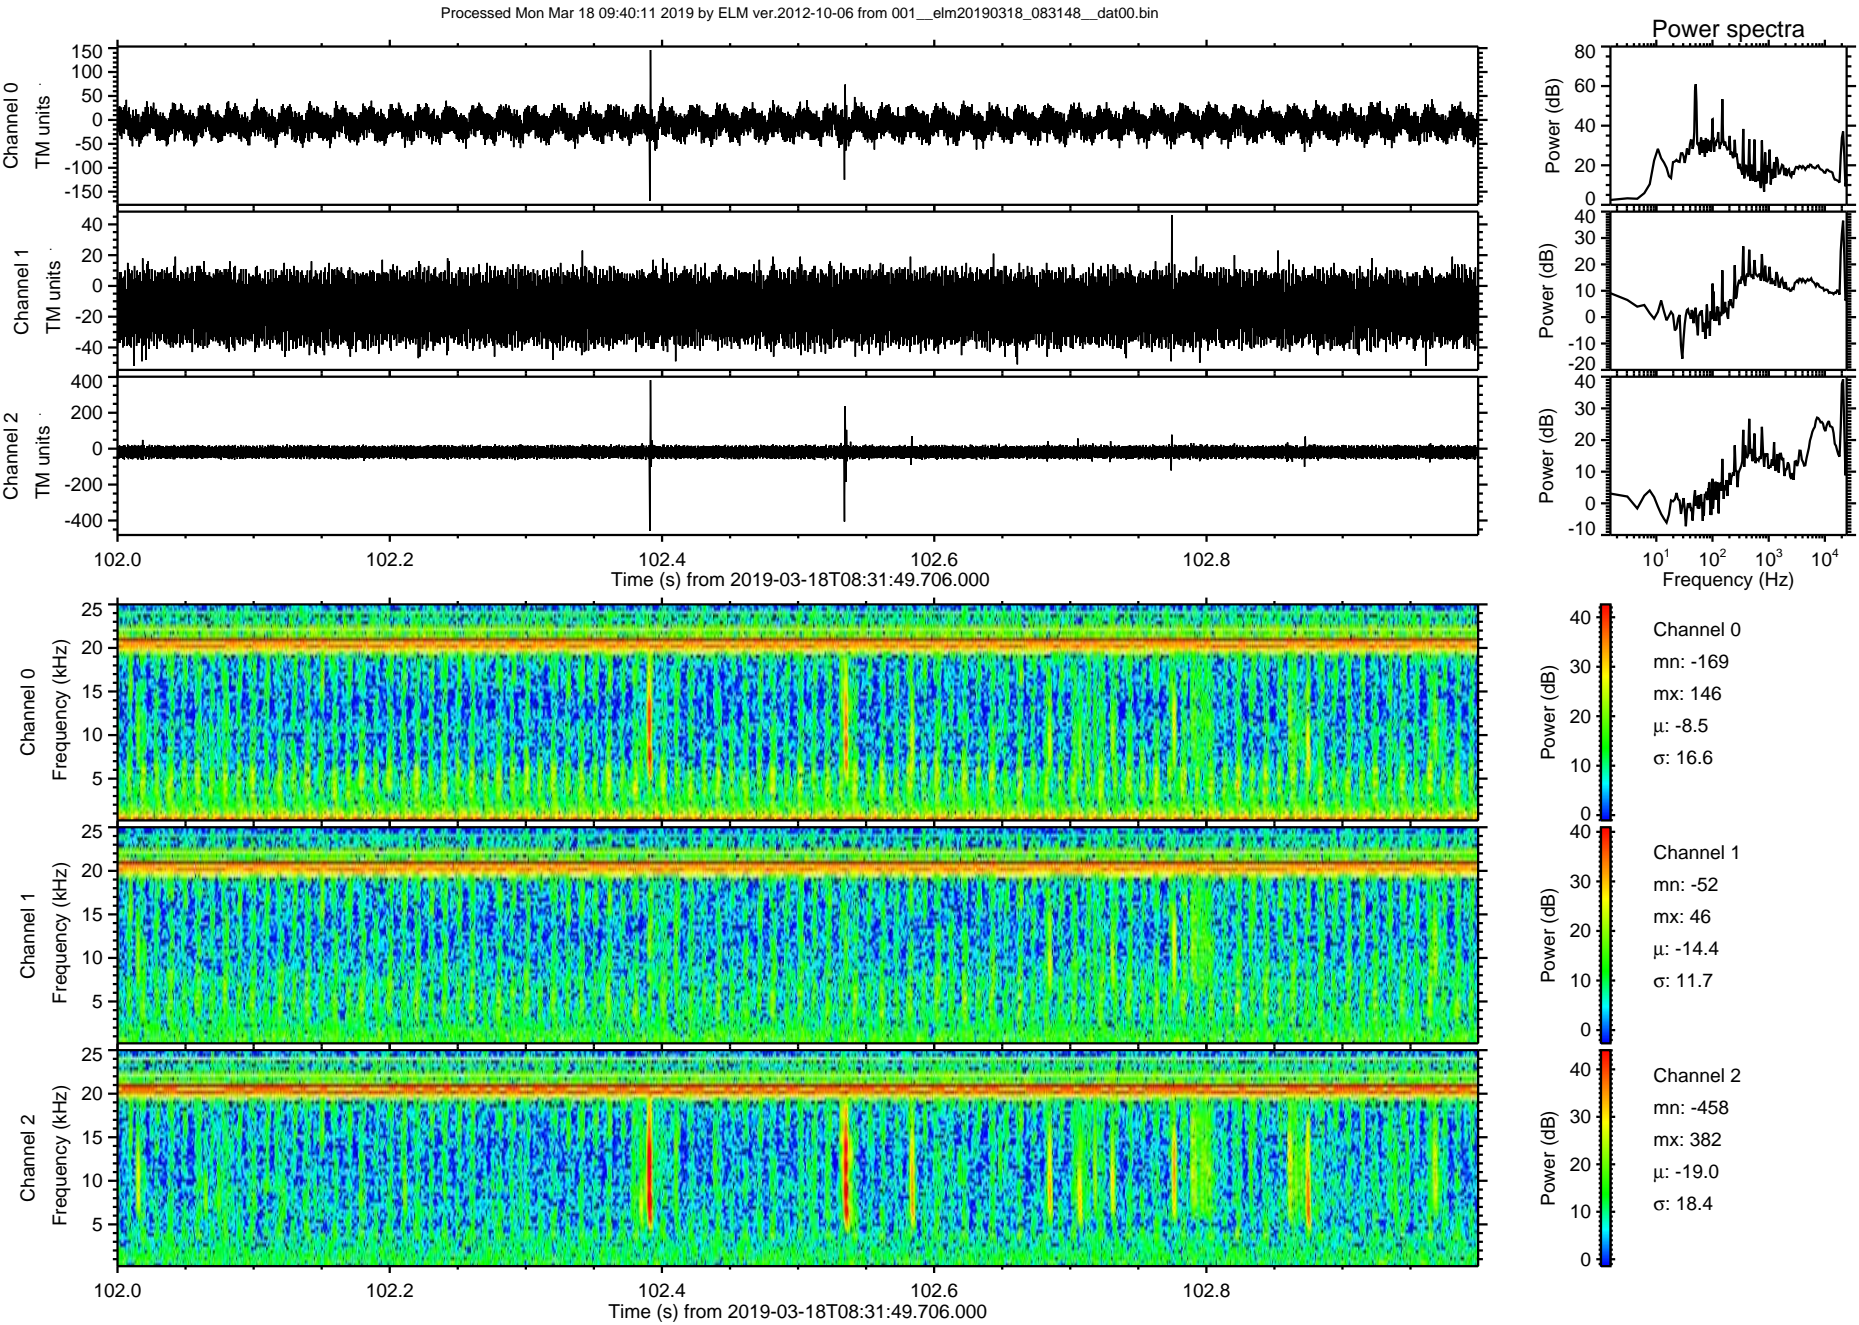 Processed Mon Mar 18 09:40:11 2019 by ELM ver.2012-10-06 from 001__elm20190318_083148__dat00.bin
Power spectra
Channel 0
TM units
150
100
50
0
-50
-100
-150
Power (dB)
80
60
40
20
0
Channel 1
TM units
40
20
0
-20
-40
Power (dB)
40
30
20
10
0
-10
-20
Channel 2
TM units
400
200
0
-200
-400
Power (dB)
40
30
20
10
0
-10
102.0 102.2 102.4 102.6 102.8
Time (s) from 2019-03-18T08:31:49.706.000
10^1 10^2 10^3 10^4
Frequency (Hz)
Channel 0
Frequency (kHz)
25
20
15
10
5
Power (dB)
40
30
20
10
0
Channel 0
mn: -169
mx: 146
µ: -8.5
σ: 16.6
Channel 1
Frequency (kHz)
25
20
15
10
5
Power (dB)
40
30
20
10
0
Channel 1
mn: -52
mx: 46
µ: -14.4
σ: 11.7
Channel 2
Frequency (kHz)
25
20
15
10
5
Power (dB)
40
30
20
10
0
Channel 2
mn: -458
mx: 382
µ: -19.0
σ: 18.4
102.0 102.2 102.4 102.6 102.8
Time (s) from 2019-03-18T08:31:49.706.000